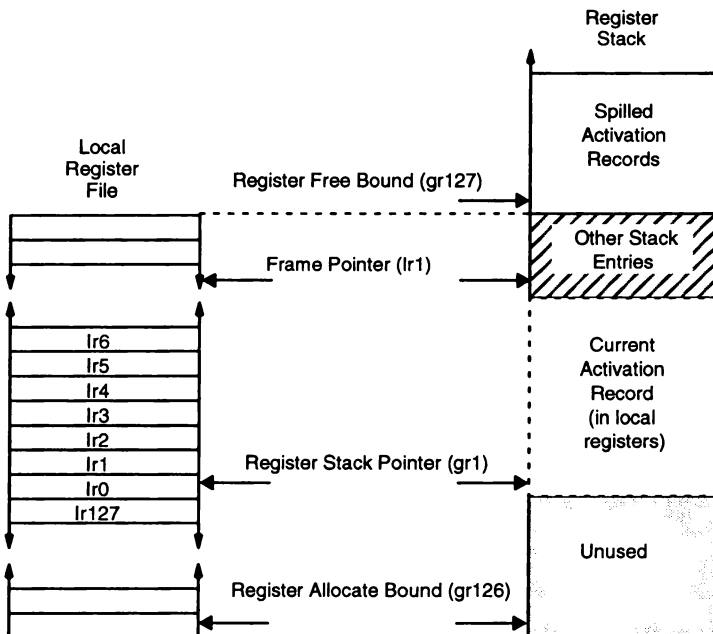 Register
Stack
Spilled
Activation
Records
Local
Register
File
Register Free Bound (gr127)
Other Stack
Entries
Frame Pointer (lr1)
lr6
lr5
lr4
lr3
lr2
lr1
lr0
lr127
Current
Activation
Record
(in local
registers)
Register Stack Pointer (gr1)
Unused
Register Allocate Bound (gr126)